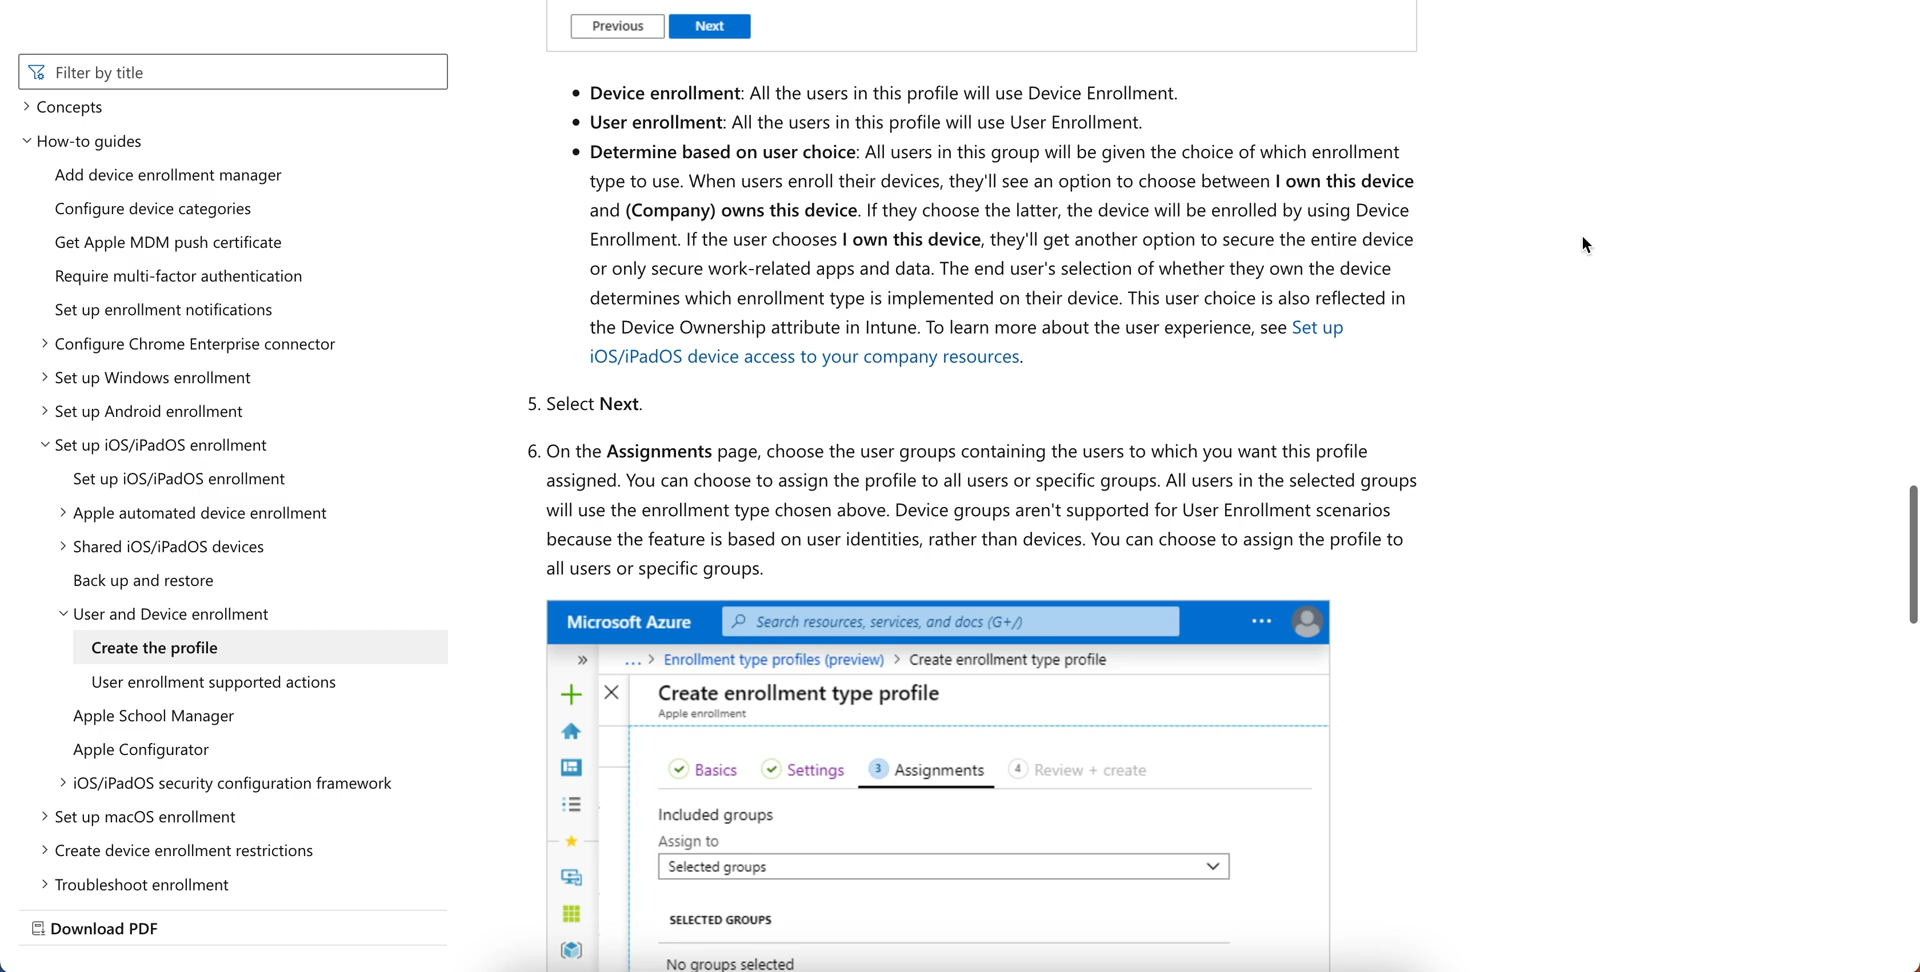 Filter by title
Concepts
How-to guides
Add device enrollment manager
Configure device categories
Get Apple MDM push certificate
Require multi-factor authentication
Set up enrollment notifications
Configure Chrome Enterprise connector
Set up Windows enrollment
Set up Android enrollment
Set up iOS/iPadOS enrollment
Set up iOS/iPadOS enrollment
Apple automated device enrollment
Shared iOS/iPadOS devices
Back up and restore
User and Device enrollment
Create the profile
User enrollment supported actions
Apple School Manager
Apple Configurator
iOS/iPadOS security configuration framework
Set up macOS enrollment
Create device enrollment restrictions
Troubleshoot enrollment
Download PDF
Previous Next
• Device enrollment: All the users in this profile will use Device Enrollment.
• User enrollment: All the users in this profile will use User Enrollment.
• Determine based on user choice: All users in this group will be given the choice of which enrollment
type to use. When users enroll their devices, they'll see an option to choose between I own this device
and (Company) owns this device. If they choose the latter, the device will be enrolled by using Device
Enrollment. If the user chooses I own this device, they'll get another option to secure the entire device
or only secure work-related apps and data. The end user's selection of whether they own the device
determines which enrollment type is implemented on their device. This user choice is also reflected in
the Device Ownership attribute in Intune. To learn more about the user experience, see Set up
iOS/iPadOS device access to your company resources.
5. Select Next.
6. On the Assignments page, choose the user groups containing the users to which you want this profile
assigned. You can choose to assign the profile to all users or specific groups. All users in the selected groups
will use the enrollment type chosen above. Device groups aren't supported for User Enrollment scenarios
because the feature is based on user identities, rather than devices. You can choose to assign the profile to
all users or specific groups.
Microsoft Azure Search resources, services, and docs (G+/) ...
» ... > Enrollment type profiles (preview) > Create enrollment type profile
Create enrollment type profile
Apple enrollment
Basics Settings 3 Assignments 4 Review + create
Included groups
Assign to
Selected groups
SELECTED GROUPS
No groups selected